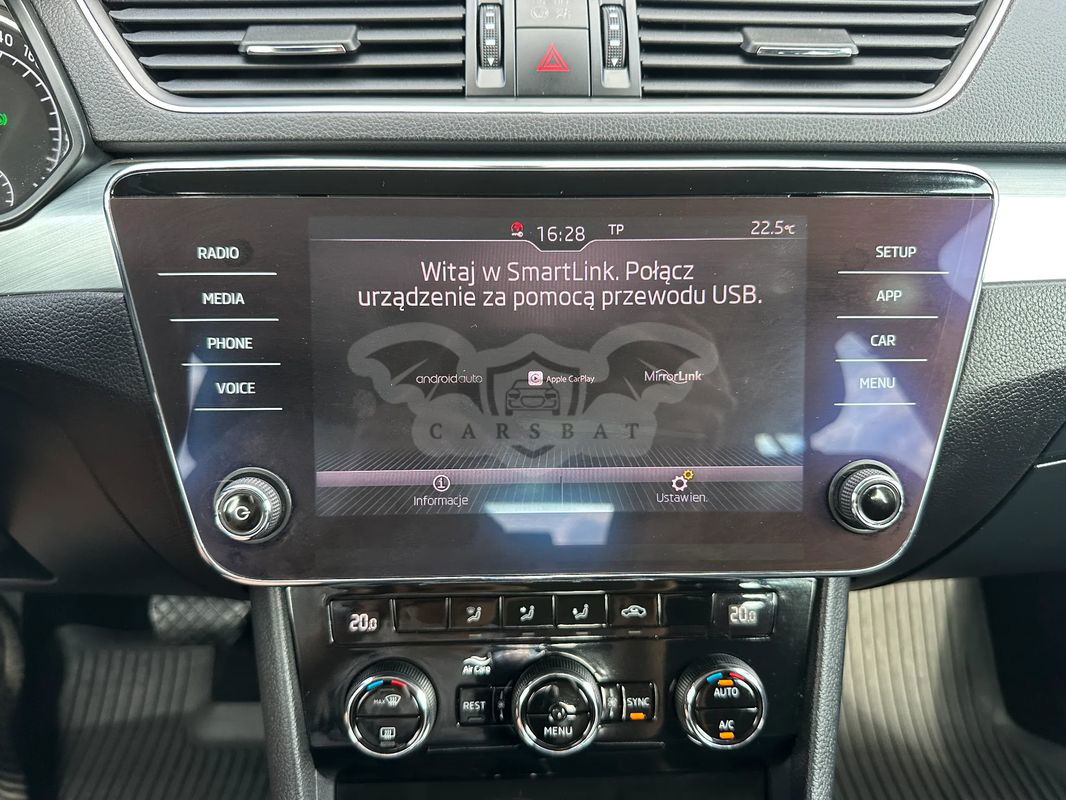 16:28 TP 22.5°C
RADIO
MEDIA
PHONE
VOICE
Witaj w SmartLink. Połącz
urządzenie za pomocą przewodu USB.
androidauto Apple CarPlay MirrorLink
CARSBAT
Informacje Ustawien.
SETUP
APP
CAR
MENU
20.0 20.0
Air Care
MAX REST MENU SYNC AUTO
A/C